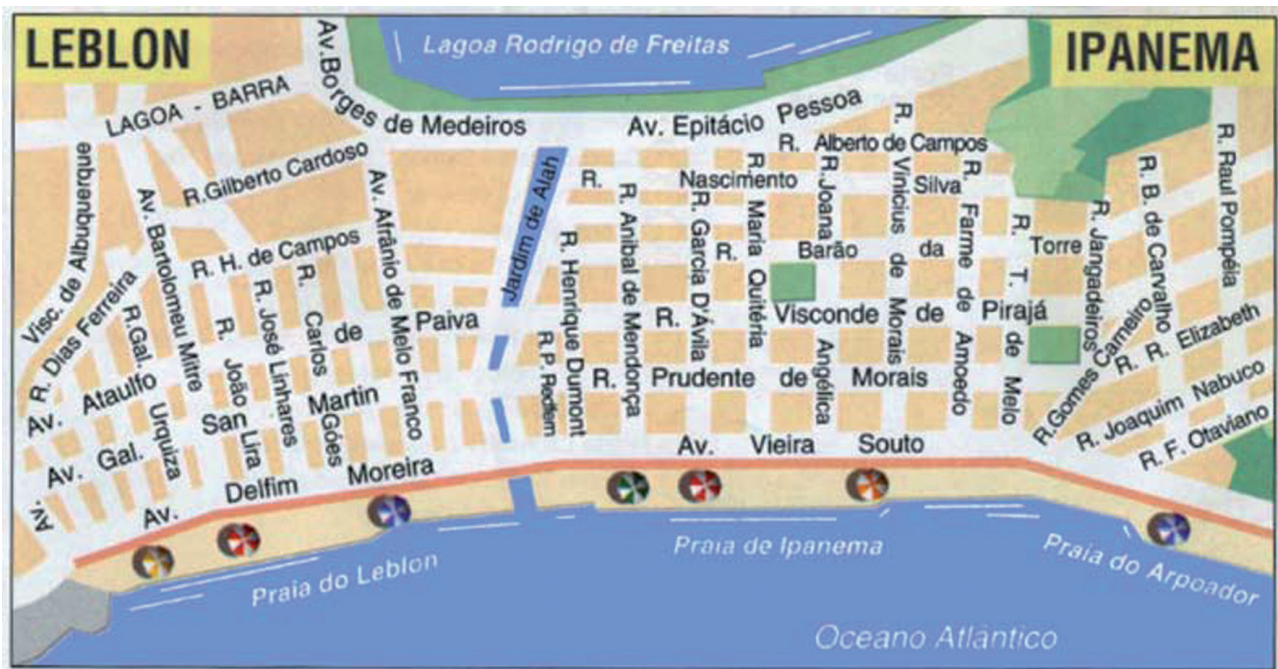 LEBLON
IPANEMA
Lagoa Rodrigo de Freitas
Av. Borges de Medeiros
LAGOA - BARRA
Av. Epitácio Pessoa
R. Alberto de Campos
R. Gilberto Cardoso
R. Nascimento Silva
Visc. de Albuquerque
Av. Bartolomeu Mitre
Av. Afrânio de Melo Franco
Jardim de Alah
R. Henrique Dumont
R. Anibal de Mendonça
R. Garcia D'Ávila
R. Maria Quitéria
R. Joana Angélica
R. Vinicius de Morais
R. Farme de Amoedo
R. T. de Melo
R. Jangadeiros
R. B. de Carvalho
R. Raul Pompéia
R. H. de Campos
R. Barão da Torre
R. Dias Ferreira
R. Gal. Urquiza
R. João Lira
R. José Linhares
R. Carlos Góes
Av. Ataulfo de Paiva
R. Visconde de Pirajá
R. Gomes Carneiro
R. R. Elizabeth
R. P. Redfern
R. Prudente de Morais
Av. Gal. San Martin
R. Joaquim Nabuco
R. F. Otaviano
Av. Vieira Souto
Av. Delfim Moreira
Av.
Praia do Leblon
Praia de Ipanema
Praia do Arpoador
Oceano Atlântico